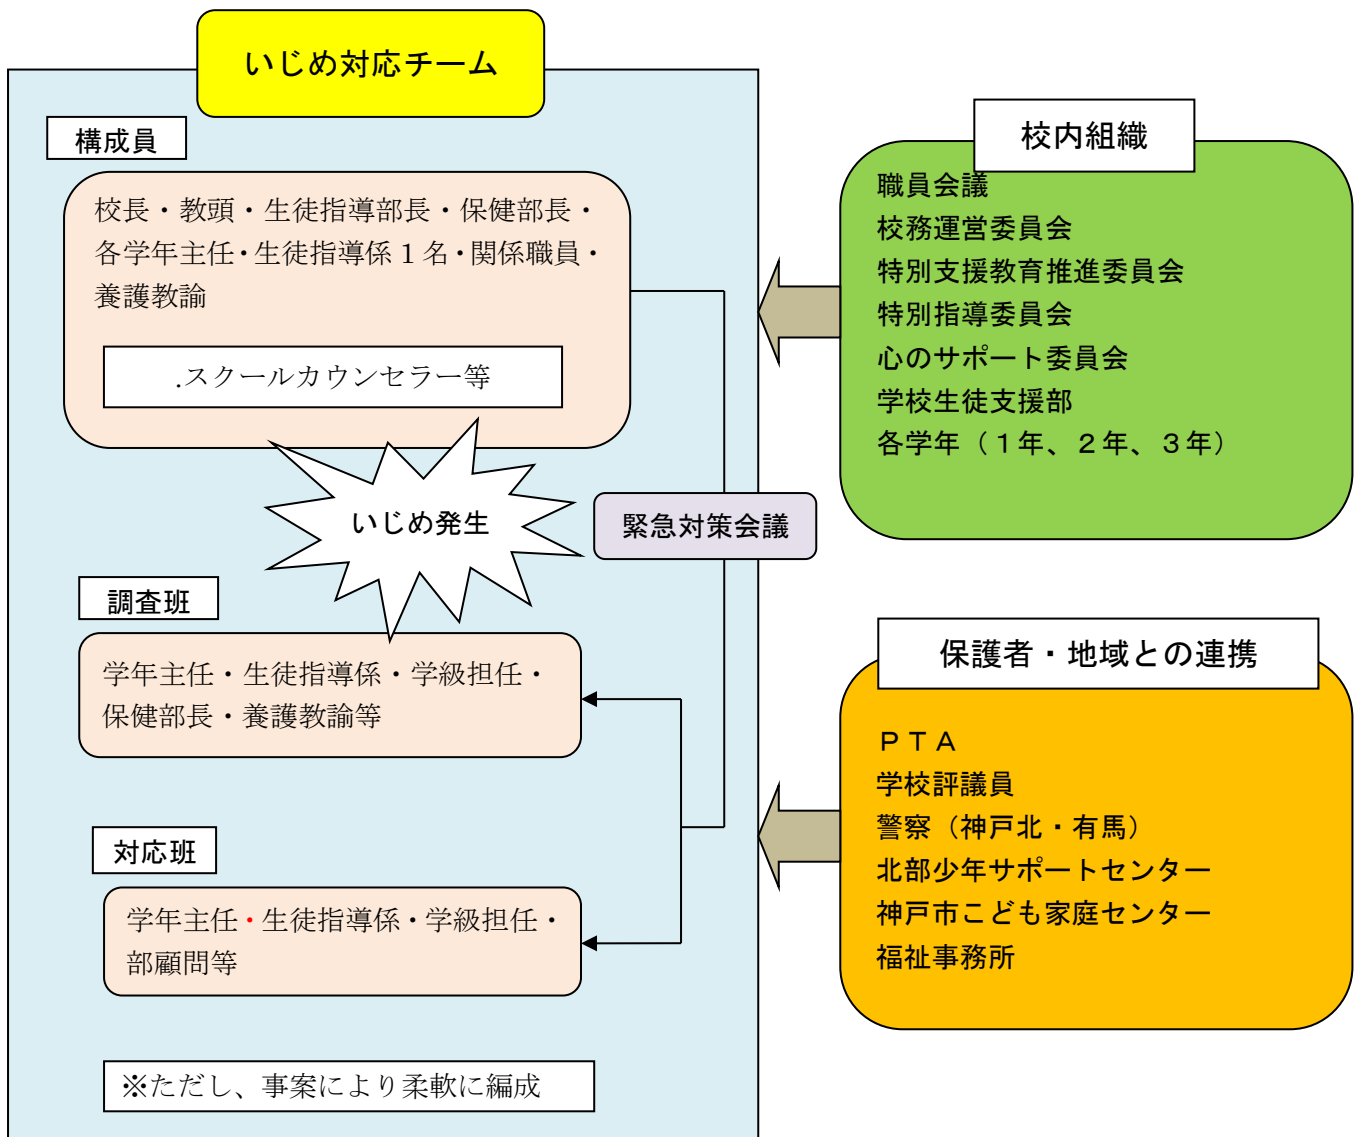 いじめ対応チーム
構成員
校長・教頭・生徒指導部長・保健部長・
各学年主任・生徒指導係1名・関係職員・
養護教諭
.スクールカウンセラー等
いじめ発生
緊急対策会議
調査班
学年主任・生徒指導係・学級担任・
保健部長・養護教諭等
対応班
学年主任・生徒指導係・学級担任・
部顧問等
※ただし、事案により柔軟に編成
校内組織
職員会議
校務運営委員会
特別支援教育推進委員会
特別指導委員会
心のサポート委員会
学校生徒支援部
各学年（１年、２年、３年）
保護者・地域との連携
ＰＴＡ
学校評議員
警察（神戸北・有馬）
北部少年サポートセンター
神戸市こども家庭センター
福祉事務所